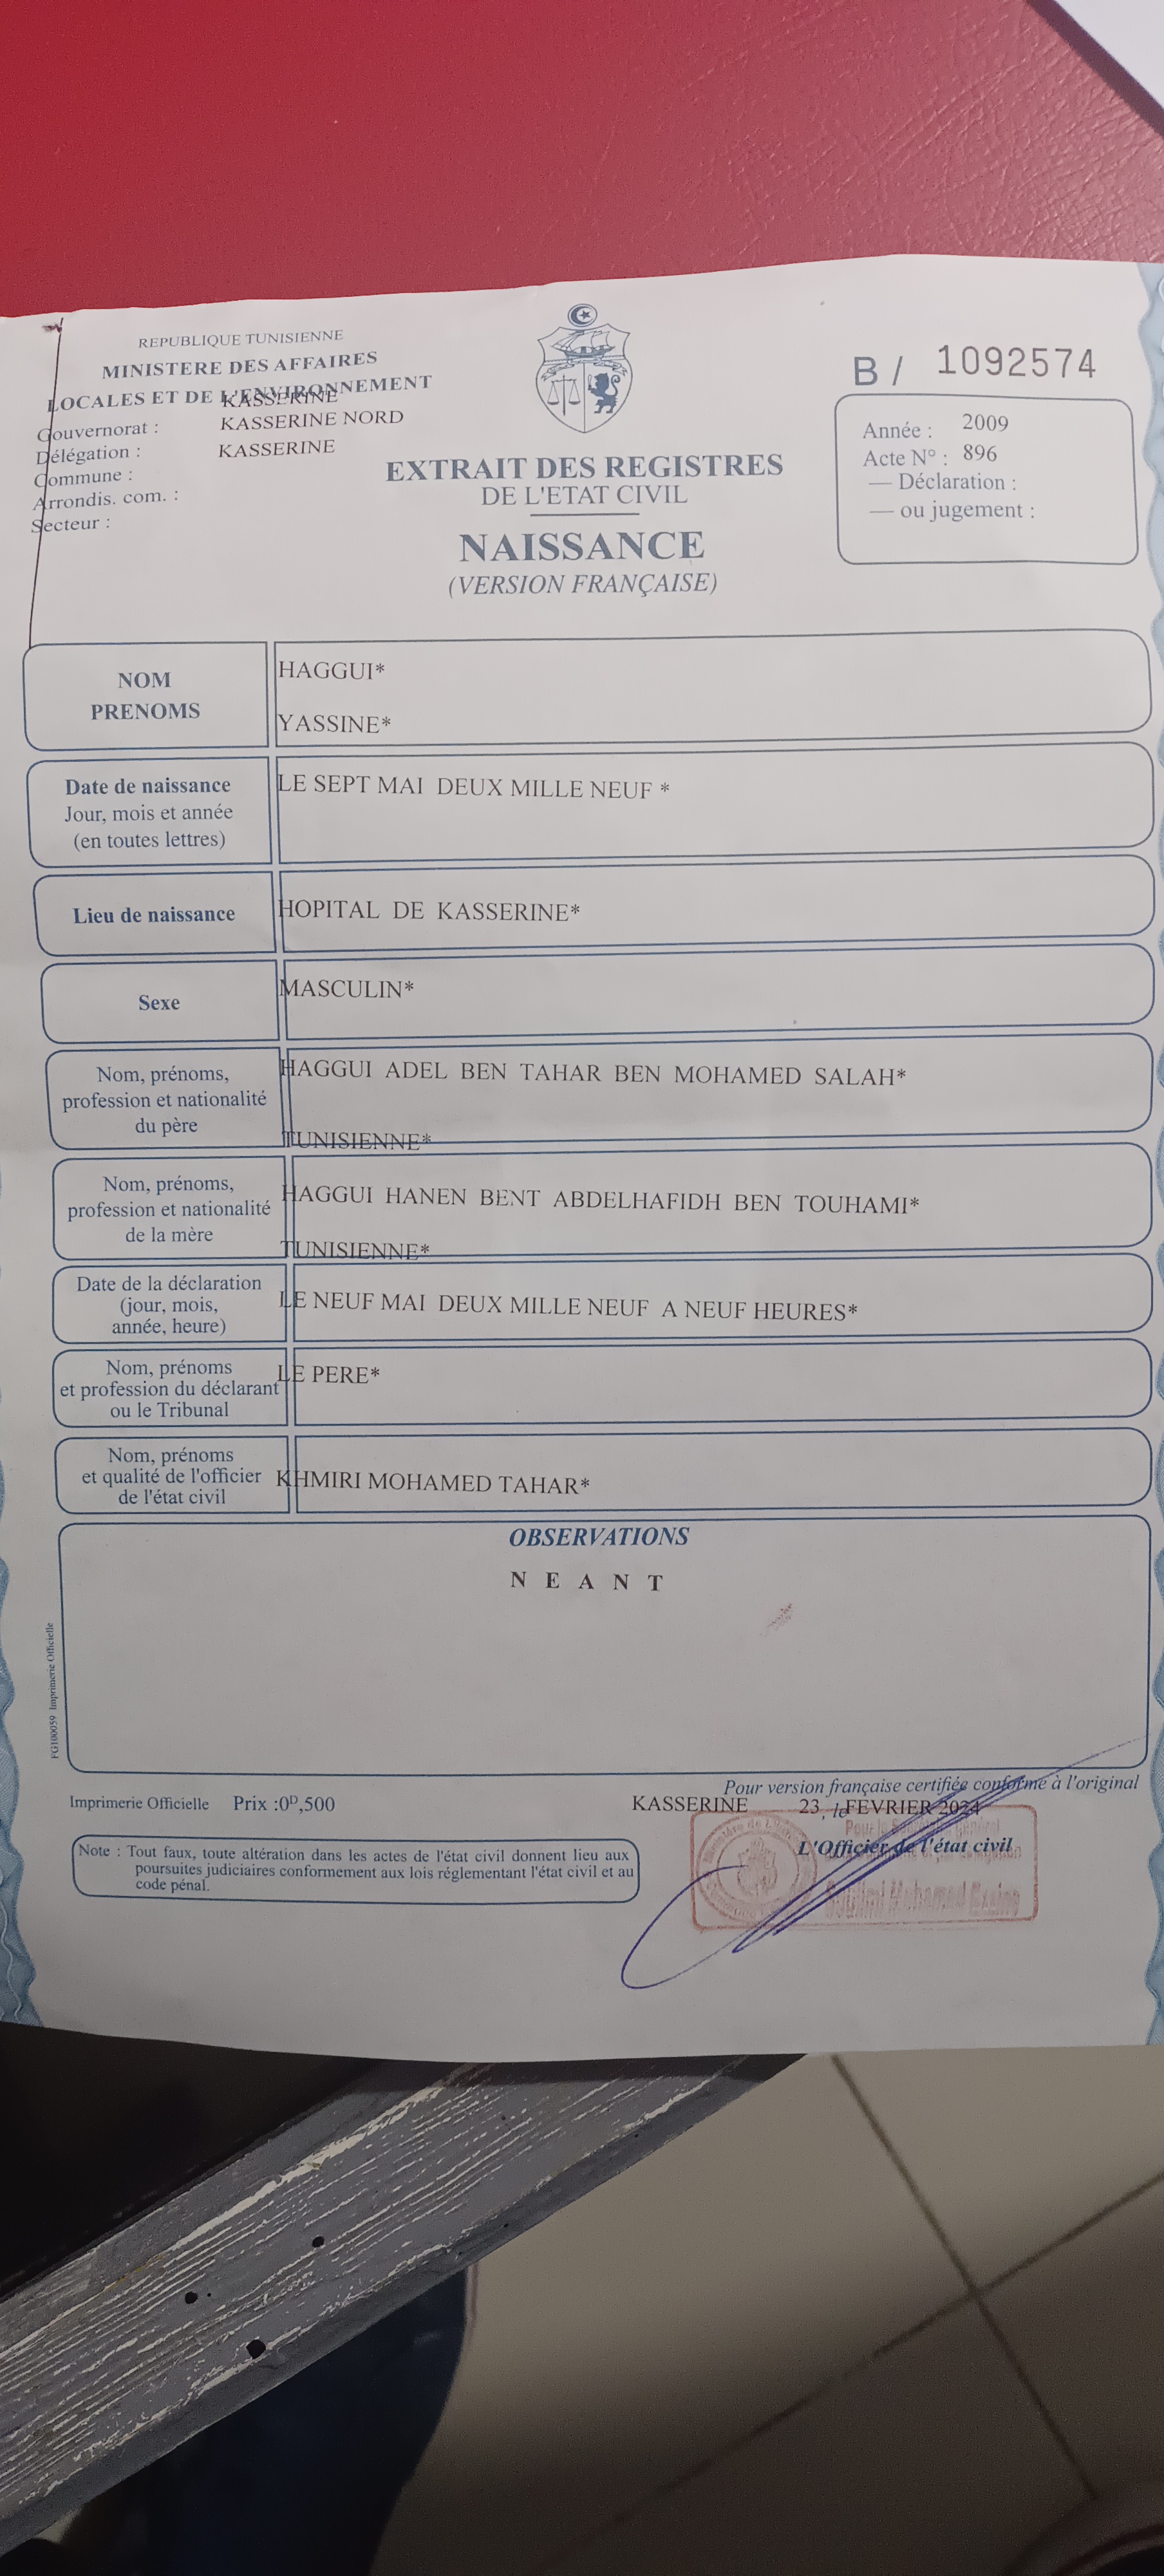 REPUBLIQUE TUNISIENNE
MINISTERE DES AFFAIRES
LOCALES ET DE L'ENVIRONNEMENT
KASSERINE
Gouvernorat : KASSERINE NORD
Délégation : KASSERINE
Commune :
Arrondis. com. :
Secteur :
EXTRAIT DES REGISTRES
DE L'ETAT CIVIL
NAISSANCE
(VERSION FRANÇAISE)
B / 1092574
Année : 2009
Acte N° : 896
— Déclaration :
— ou jugement :
NOM
PRENOMS
HAGGUI*
YASSINE*
Date de naissance
Jour, mois et année
(en toutes lettres)
LE SEPT MAI DEUX MILLE NEUF *
Lieu de naissance
HOPITAL DE KASSERINE*
Sexe
MASCULIN*
Nom, prénoms,
profession et nationalité
du père
HAGGUI ADEL BEN TAHAR BEN MOHAMED SALAH*
TUNISIENNE*
Nom, prénoms,
profession et nationalité
de la mère
HAGGUI HANEN BENT ABDELHAFIDH BEN TOUHAMI*
TUNISIENNE*
Date de la déclaration
(jour, mois,
année, heure)
LE NEUF MAI DEUX MILLE NEUF A NEUF HEURES*
Nom, prénoms
et profession du déclarant
ou le Tribunal
LE PERE*
Nom, prénoms
et qualité de l'officier
de l'état civil
KHMIRI MOHAMED TAHAR*
OBSERVATIONS
N E A N T
FG100059 Imprimerie Officielle
Imprimerie Officielle Prix :0D,500
Pour version française certifiée conforme à l'original
KASSERINE 23, le FEVRIER 2024
L'Officier de l'état civil
Note : Tout faux, toute altération dans les actes de l'état civil donnent lieu aux
poursuites judiciaires conformement aux lois réglementant l'état civil et au
code pénal.